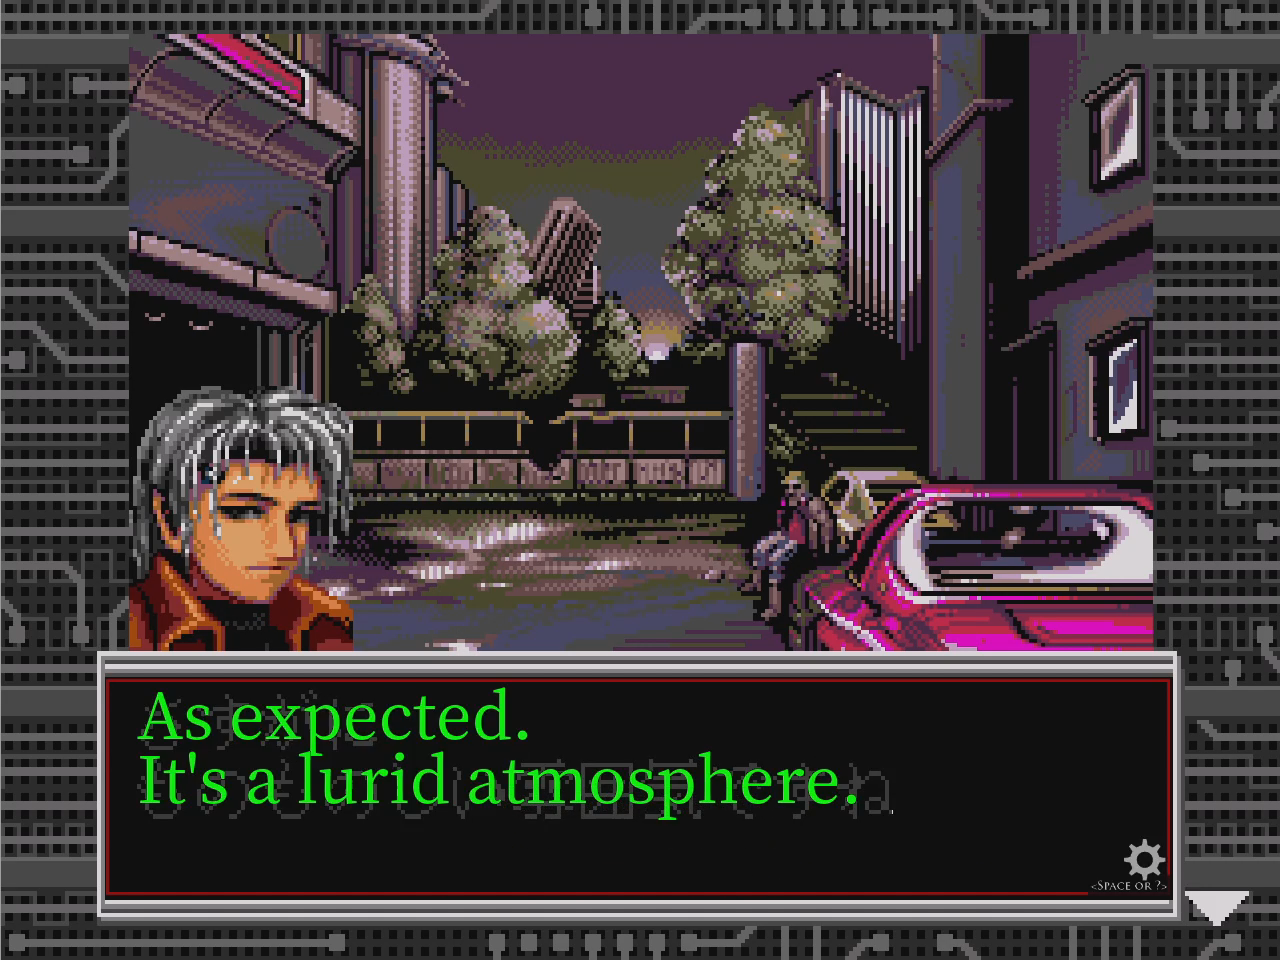 As expected.
It's a lurid atmosphere.
<Space or ?>